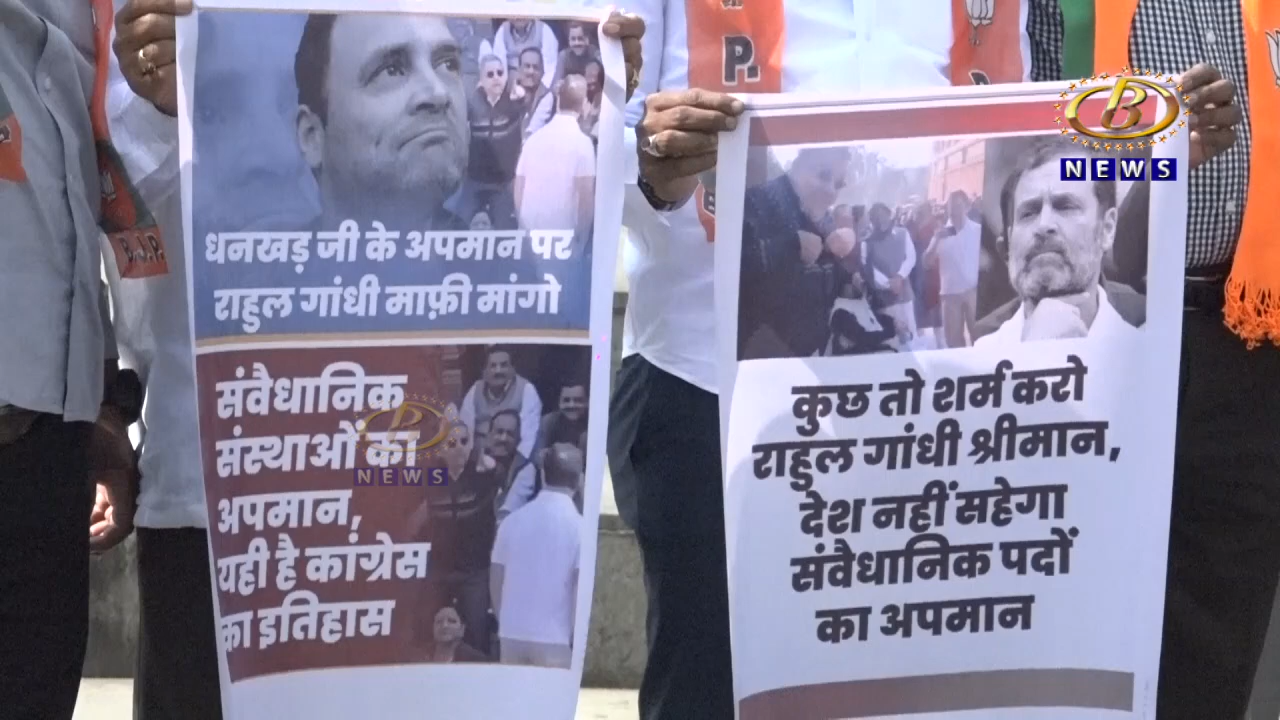 P.
B
NEWS
B.J.P.
धनखड़ जी के अपमान पर
राहुल गांधी माफ़ी मांगो
संवैधानिक
संस्थाओं का
अपमान,
यही है कांग्रेस
का इतिहास
B
NEWS
कुछ तो शर्म करो
राहुल गांधी श्रीमान,
देश नहीं सहेगा
संवैधानिक पदों
का अपमान